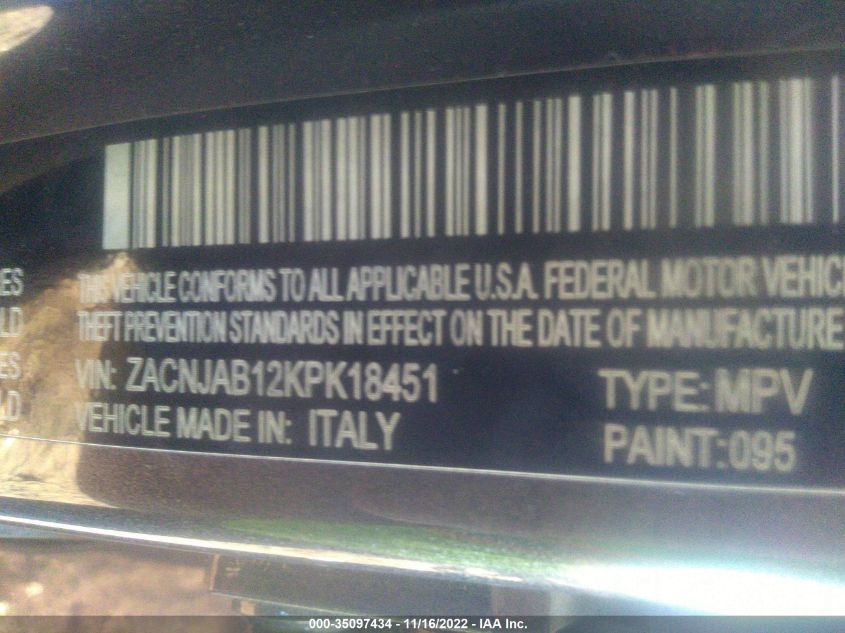 THIS VEHICLE CONFORMS TO ALL APPLICABLE U.S.A. FEDERAL MOTOR
THEFT PREVENTION STANDARDS IN EFFECT ON THE DATE OF MANUFACTURE
VIN: ZACNJAB12KPK18451 TYPE: MPV
VEHICLE MADE IN: ITALY PAINT: 095
000-35097434 - 11/16/2022 - IAA Inc.